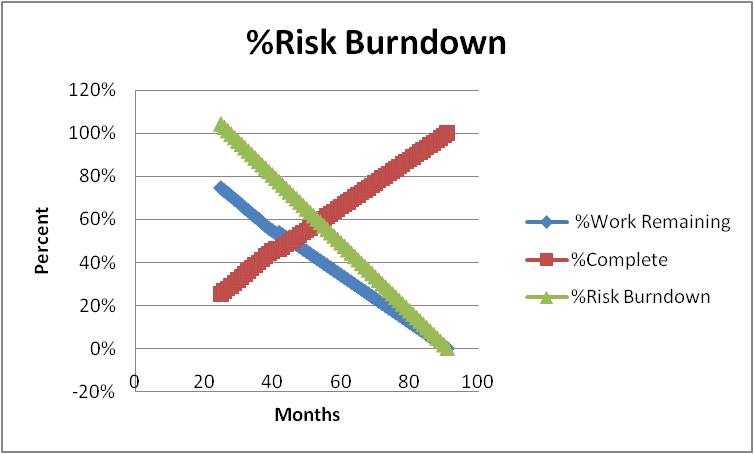 %Risk Burndown
120%
100%
80%
60%
40%
20%
0%
-20%
0 20 40 60 80 100
Percent
Months
%Work Remaining
%Complete
%Risk Burndown